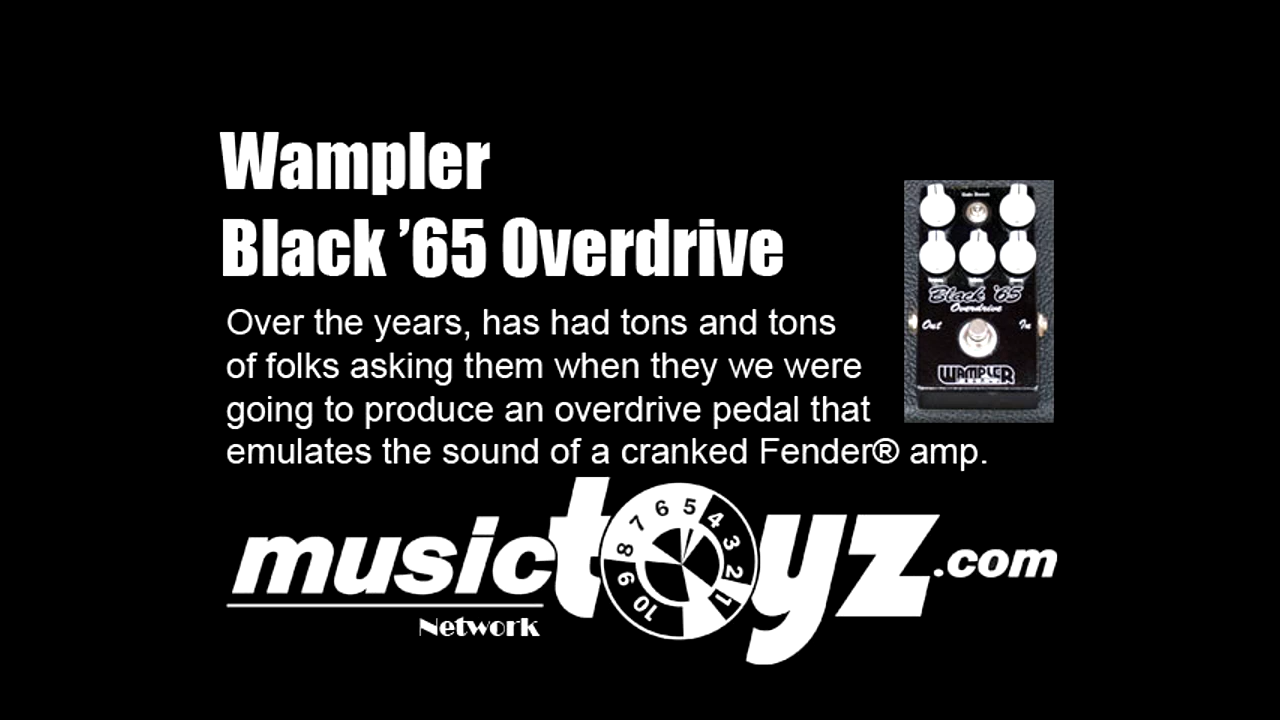 Wampler
Black ’65 Overdrive
Over the years, has had tons and tons
of folks asking them when they we were
going to produce an overdrive pedal that
emulates the sound of a cranked Fender® amp.
Black '65
Overdrive
Out In
WAMPLER
musictoyz.com
10 9 8 7 6 5 4 3 2 1
Network